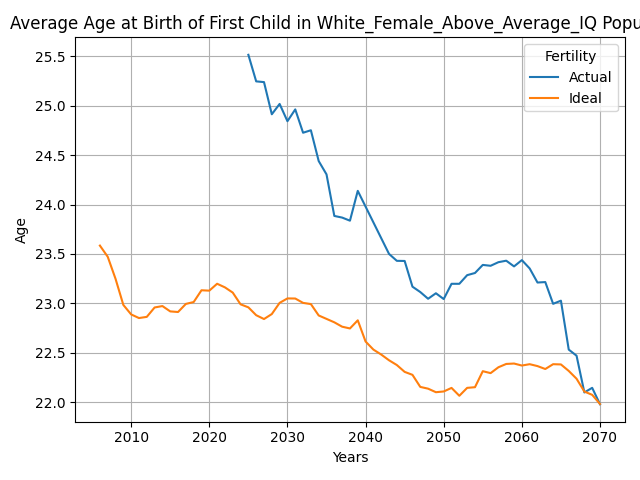 Average Age at Birth of First Child in White_Female_Above_Average_IQ Popu
25.5
25.0
24.5
24.0
23.5
23.0
22.5
22.0
Age
Fertility
Actual
Ideal
2010 2020 2030 2040 2050 2060 2070
Years